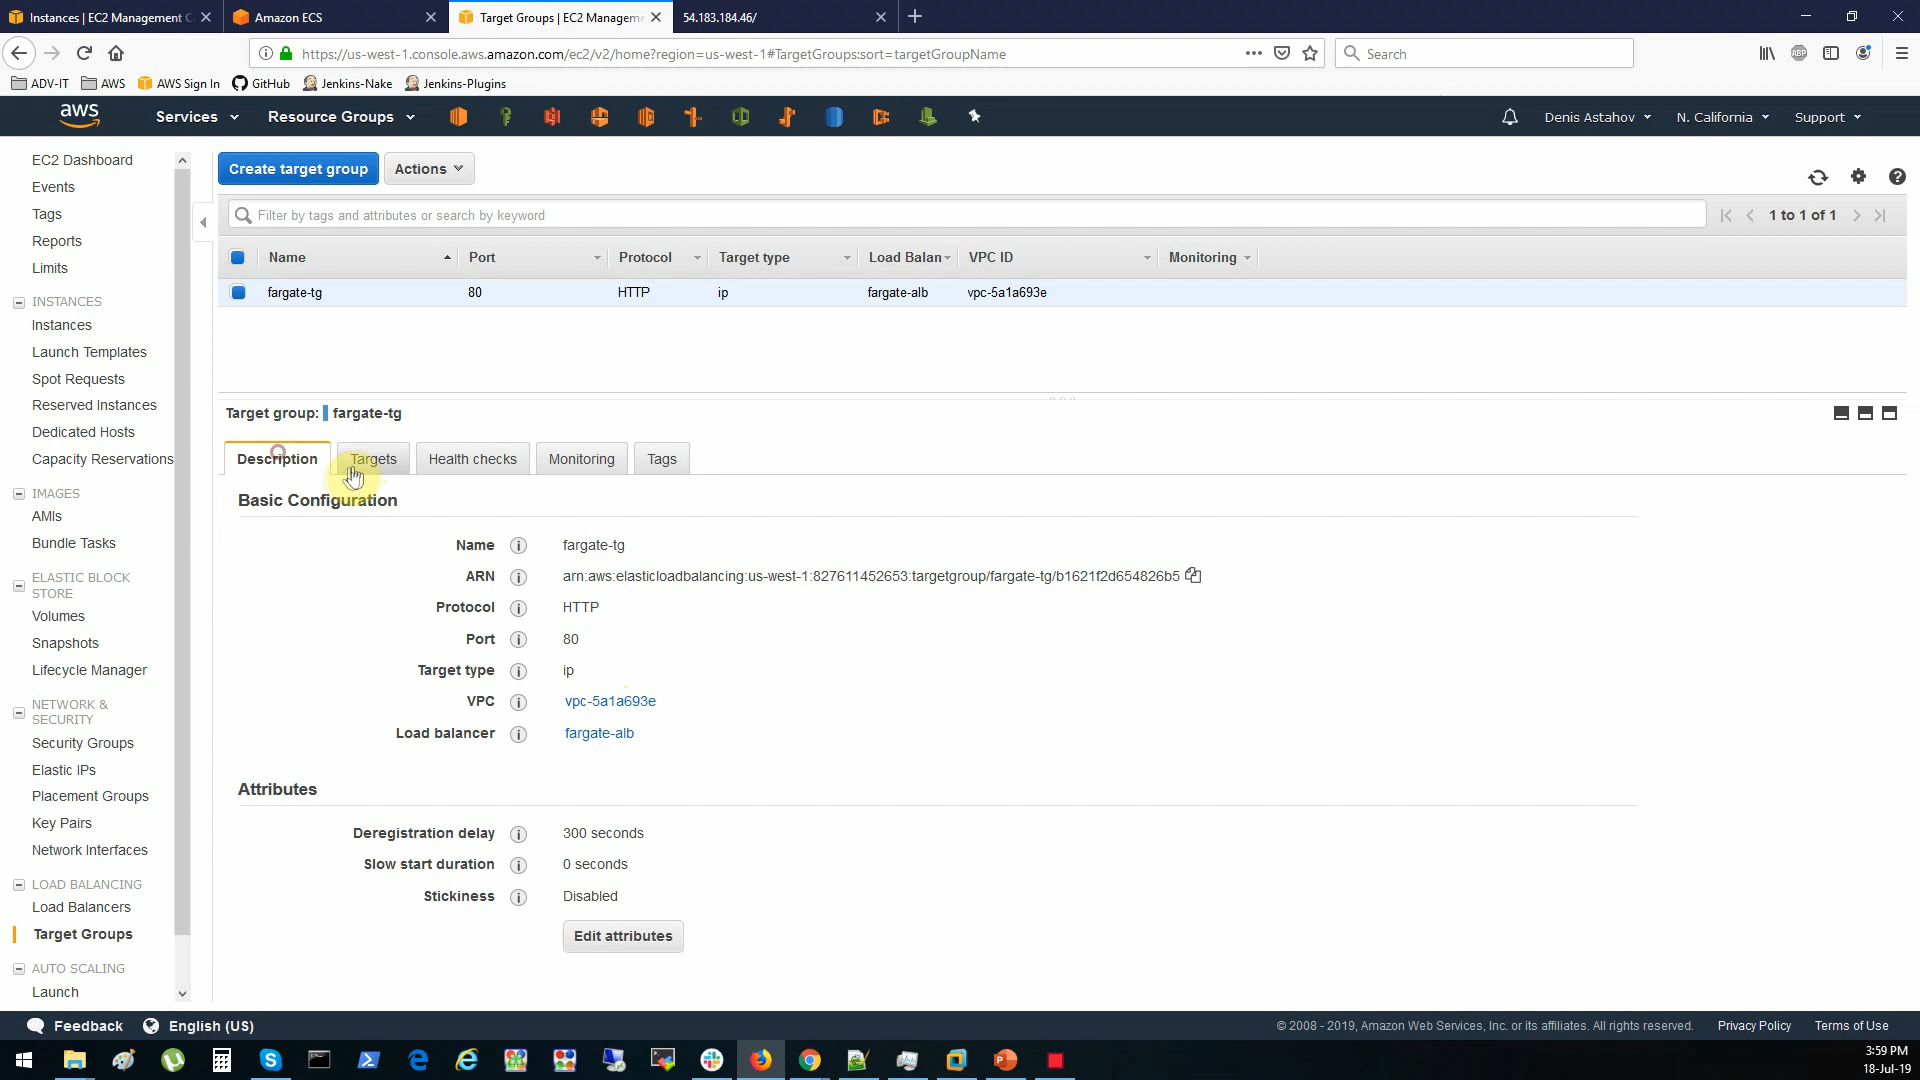 Instances | EC2 Management C
Amazon ECS
Target Groups | EC2 Manageme
54.183.184.46/
https://us-west-1.console.aws.amazon.com/ec2/v2/home?region=us-west-1#TargetGroups:sort=targetGroupName
Search
ADV-IT
AWS
AWS Sign In
GitHub
Jenkins-Nake
Jenkins-Plugins
aws
Services
Resource Groups
Denis Astahov
N. California
Support
EC2 Dashboard
Events
Tags
Reports
Limits
INSTANCES
Instances
Launch Templates
Spot Requests
Reserved Instances
Dedicated Hosts
Capacity Reservations
IMAGES
AMIs
Bundle Tasks
ELASTIC BLOCK
STORE
Volumes
Snapshots
Lifecycle Manager
NETWORK &
SECURITY
Security Groups
Elastic IPs
Placement Groups
Key Pairs
Network Interfaces
LOAD BALANCING
Load Balancers
Target Groups
AUTO SCALING
Launch
Create target group
Actions
Filter by tags and attributes or search by keyword
1 to 1 of 1
Name Port Protocol Target type Load Balan VPC ID Monitoring
fargate-tg 80 HTTP ip fargate-alb vpc-5a1a693e
Target group: fargate-tg
Description Targets Health checks Monitoring Tags
Basic Configuration
Name fargate-tg
ARN arn:aws:elasticloadbalancing:us-west-1:827611452653:targetgroup/fargate-tg/b1621f2d654826b5
Protocol HTTP
Port 80
Target type ip
VPC vpc-5a1a693e
Load balancer fargate-alb
Attributes
Deregistration delay 300 seconds
Slow start duration 0 seconds
Stickiness Disabled
Edit attributes
Feedback
English (US)
© 2008 - 2019, Amazon Web Services, Inc. or its affiliates. All rights reserved.
Privacy Policy
Terms of Use
3:59 PM
18-Jul-19